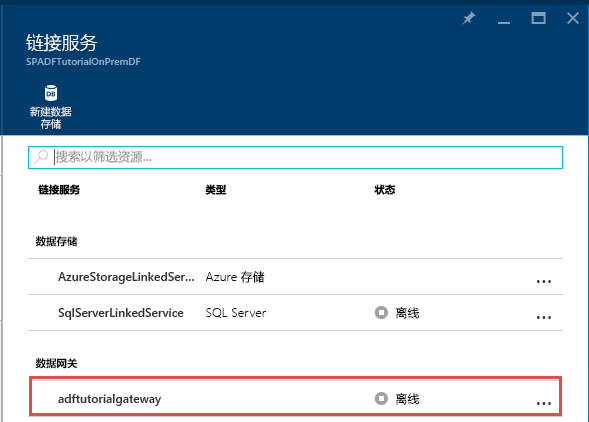 链接服务
SPADFTutorialOnPremDF
DB
新建数据
存储
搜索以筛选资源...
链接服务 类型 状态
数据存储
AzureStorageLinkedSer... Azure 存储 ...
SqlServerLinkedService SQL Server 离线 ...
数据网关
adftutorialgateway 离线 ...